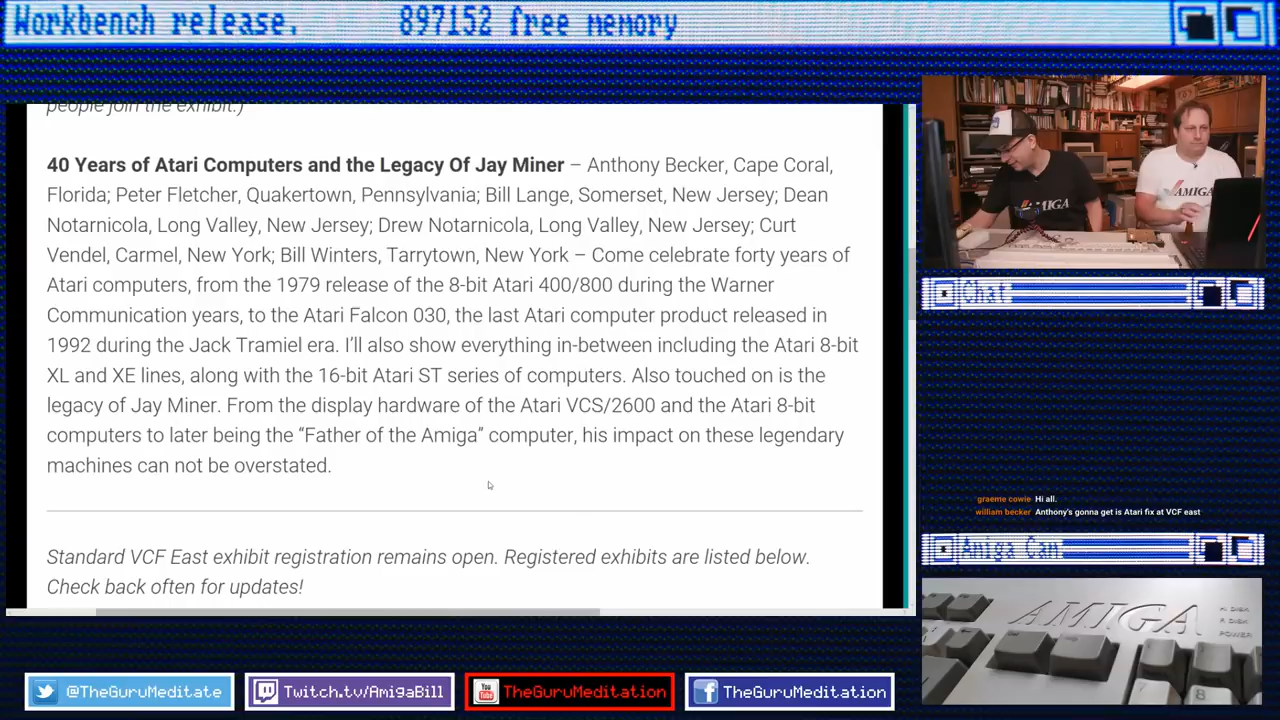 Workbench release. 897152 free memory
people join the exhibit.)
40 Years of Atari Computers and the Legacy Of Jay Miner – Anthony Becker, Cape Coral,
Florida; Peter Fletcher, Quakertown, Pennsylvania; Bill Lange, Somerset, New Jersey; Dean
Notarnicola, Long Valley, New Jersey; Drew Notarnicola, Long Valley, New Jersey; Curt
Vendel, Carmel, New York; Bill Winters, Tarrytown, New York – Come celebrate forty years of
Atari computers, from the 1979 release of the 8-bit Atari 400/800 during the Warner
Communication years, to the Atari Falcon 030, the last Atari computer product released in
1992 during the Jack Tramiel era. I’ll also show everything in-between including the Atari 8-bit
XL and XE lines, along with the 16-bit Atari ST series of computers. Also touched on is the
legacy of Jay Miner. From the display hardware of the Atari VCS/2600 and the Atari 8-bit
computers to later being the “Father of the Amiga” computer, his impact on these legendary
machines can not be overstated.
Standard VCF East exhibit registration remains open. Registered exhibits are listed below.
Check back often for updates!
AMIGA
AMIGA
Chat
graeme cowie Hi all.
william becker Anthony's gonna get is Atari fix at VCF east
Amiga Cam
AMIGA
H. DISK
F. DISK
POWER
8
@TheGuruMeditate
Twitch.tv/AmigaBill
You Tube TheGuruMeditation
TheGuruMeditation